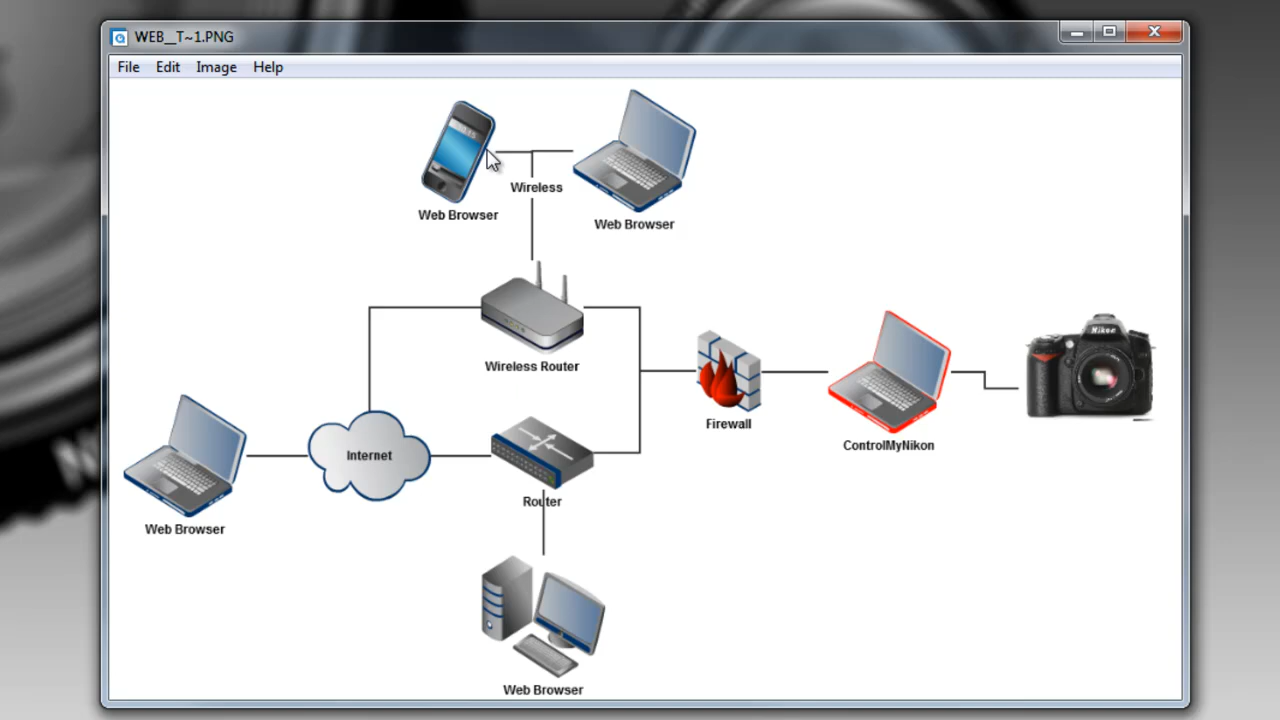 WEB__T~1.PNG
File Edit Image Help
Wireless
Web Browser
Web Browser
Wireless Router
Nikon
Firewall
ControlMyNikon
Internet
Router
Web Browser
Web Browser